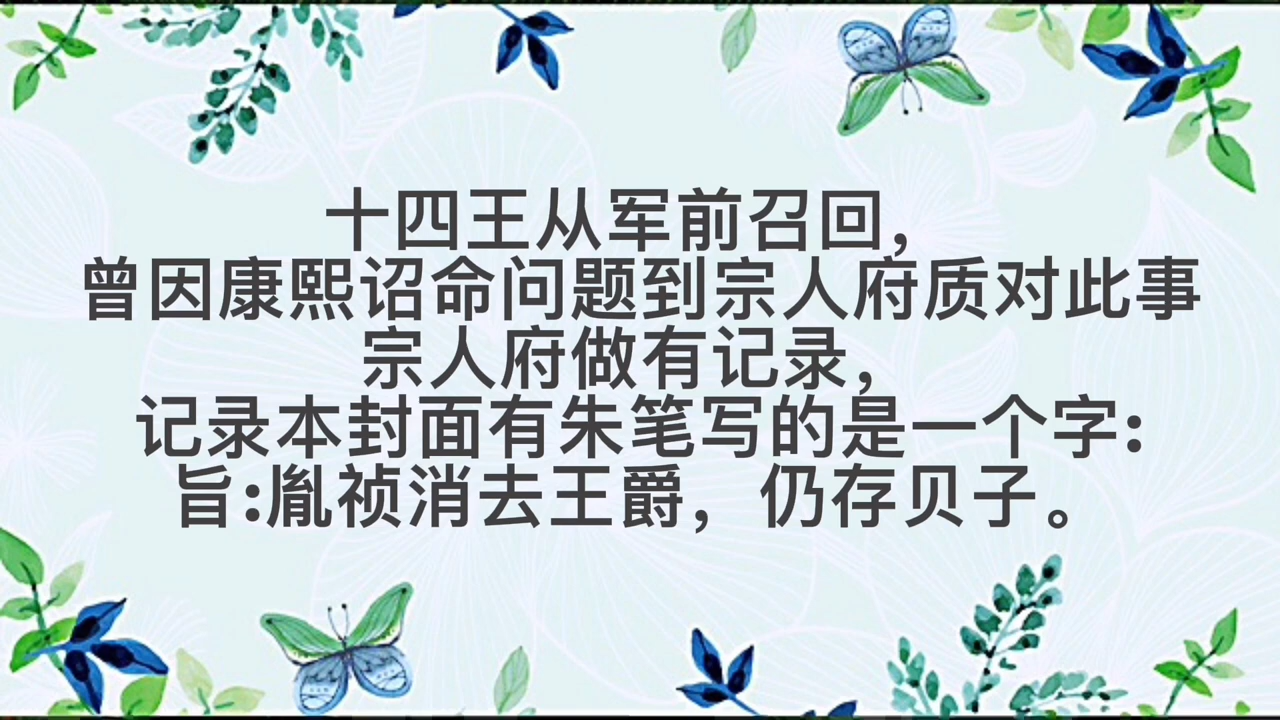 十四王从军前召回，
曾因康熙诏命问题到宗人府质对此事
宗人府做有记录，
记录本封面有朱笔写的是一个字:
旨:胤祯消去王爵，仍存贝子。